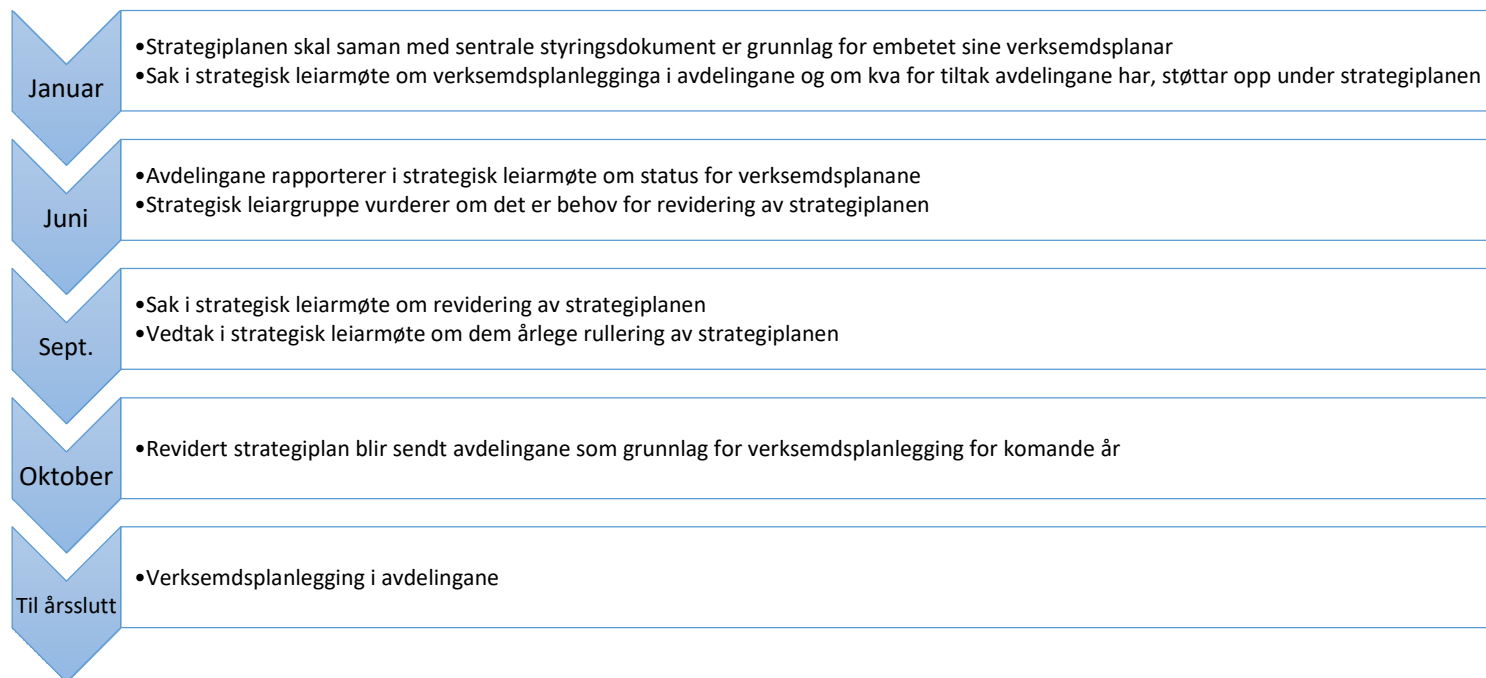 Januar
•Strategiplanen skal saman med sentrale styringsdokument er grunnlag for embetet sine verksemdsplanar
•Sak i strategisk leiarmøte om verksemdsplanlegginga i avdelingane og om kva for tiltak avdelingane har, støttar opp under strategiplanen
Juni
•Avdelingane rapporterer i strategisk leiarmøte om status for verksemdsplanane
•Strategisk leiargruppe vurderer om det er behov for revidering av strategiplanen
Sept.
•Sak i strategisk leiarmøte om revidering av strategiplanen
•Vedtak i strategisk leiarmøte om dem årlege rullering av strategiplanen
Oktober
•Revidert strategiplan blir sendt avdelingane som grunnlag for verksemdsplanlegging for komande år
Til årsslutt
•Verksemdsplanlegging i avdelingane